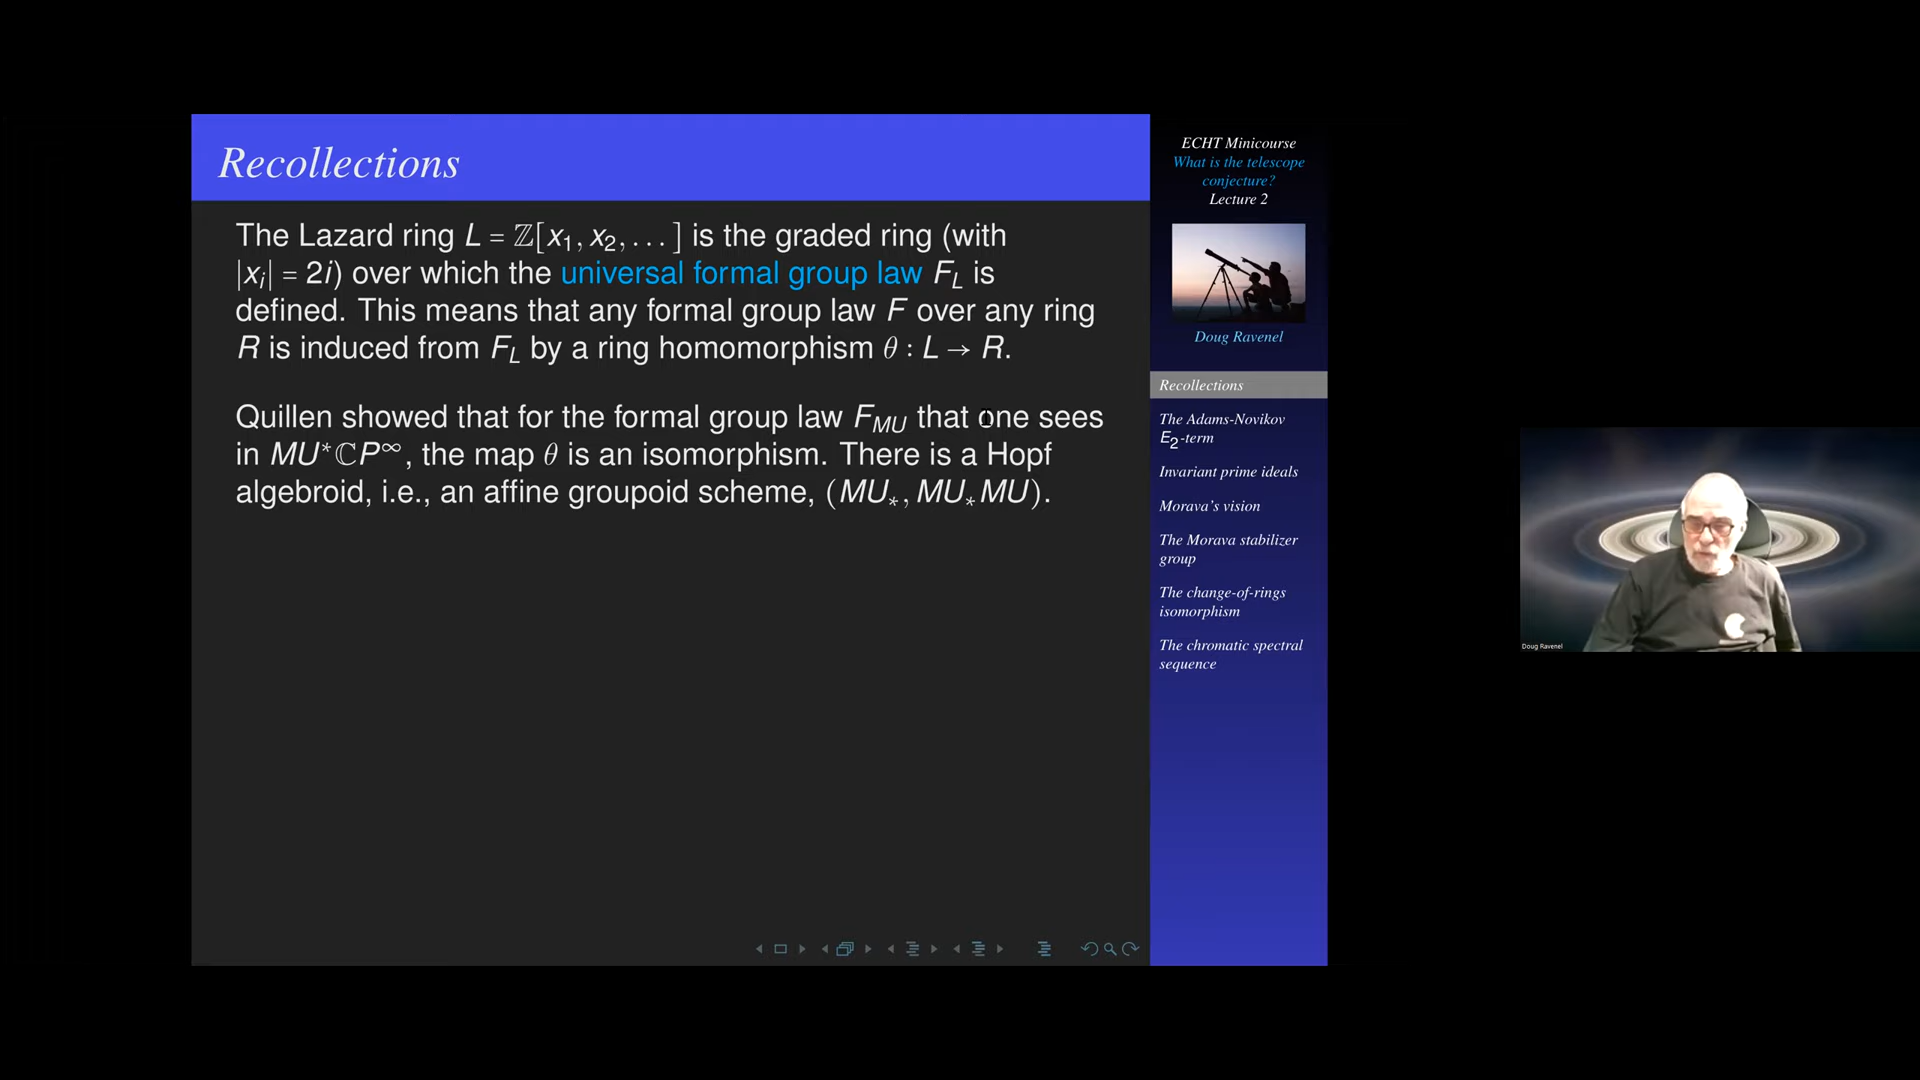 Recollections
The Lazard ring L = ℤ[x₁, x₂, . . . ] is the graded ring (with
|xᵢ| = 2i) over which the universal formal group law F_L is
defined. This means that any formal group law F over any ring
R is induced from F_L by a ring homomorphism θ : L → R.
Quillen showed that for the formal group law F_MU that one sees
in MU*ℂP^∞, the map θ is an isomorphism. There is a Hopf
algebroid, i.e., an affine groupoid scheme, (MU_*, MU_*MU).
ECHT Minicourse
What is the telescope
conjecture?
Lecture 2
Doug Ravenel
Recollections
The Adams-Novikov
E₂-term
Invariant prime ideals
Morava's vision
The Morava stabilizer
group
The change-of-rings
isomorphism
The chromatic spectral
sequence
Doug Ravenel